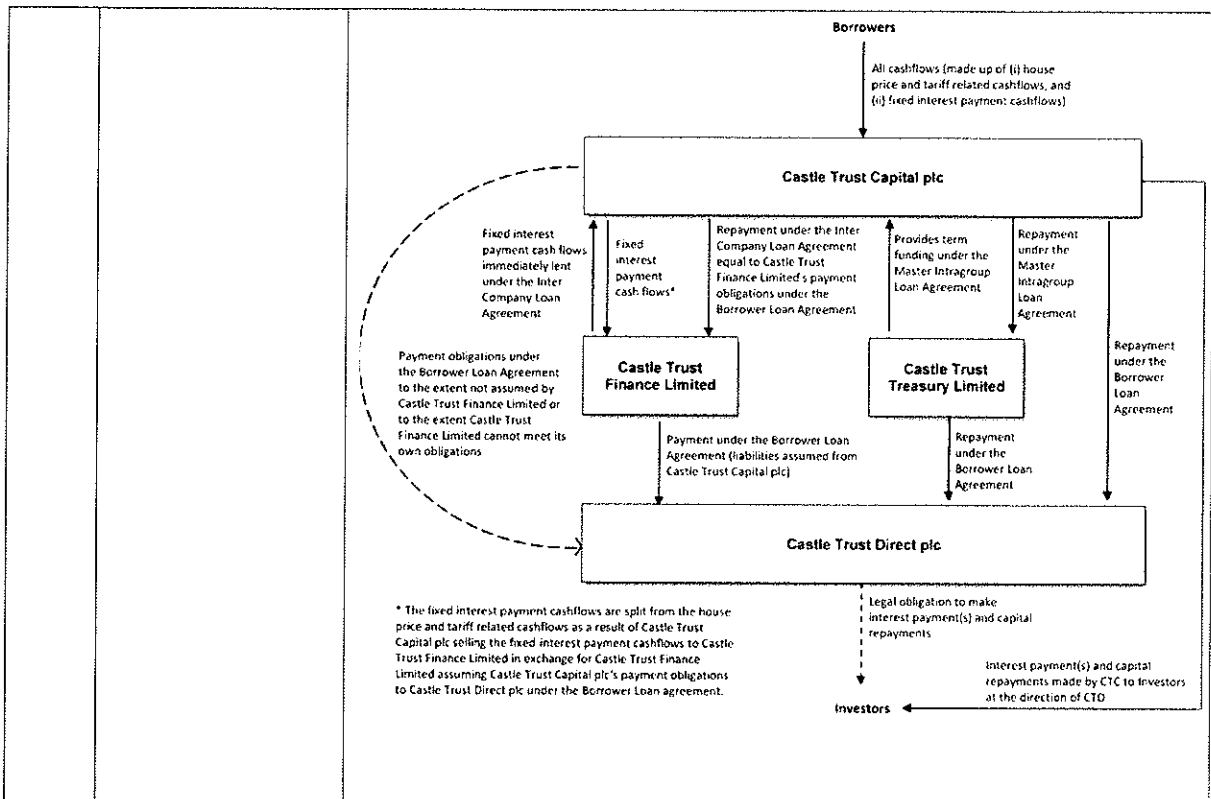 Borrowers
All cashflows (made up of (i) house
price and tariff related cashflows, and
(ii) fixed interest payment cashflows)
Castle Trust Capital plc
Fixed interest
payment cash flows
immediately lent
under the Inter
Company Loan
Agreement
Fixed
interest
payment
cash flows*
Repayment under the Inter
Company Loan Agreement
equal to Castle Trust
Finance Limited's payment
obligations under the
Borrower Loan Agreement
Provides term
funding under the
Master Intragroup
Loan Agreement
Repayment
under the
Master
Intragroup
Loan
Agreement
Repayment
under the
Borrower
Loan
Agreement
Payment obligations under
the Borrower Loan Agreement
to the extent not assumed by
Castle Trust Finance Limited or
to the extent Castle Trust
Finance Limited cannot meet its
own obligations
Castle Trust
Finance Limited
Castle Trust
Treasury Limited
Payment under the Borrower Loan
Agreement (liabilities assumed from
Castle Trust Capital plc)
Repayment
under the
Borrower Loan
Agreement
Castle Trust Direct plc
Legal obligation to make
interest payment(s) and capital
repayments
* The fixed interest payment cashflows are split from the house
price and tariff related cashflows as a result of Castle Trust
Capital plc selling the fixed interest payment cashflows to Castle
Trust Finance Limited in exchange for Castle Trust Finance
Limited assuming Castle Trust Capital plc's payment obligations
to Castle Trust Direct plc under the Borrower Loan agreement.
Interest payment(s) and capital
repayments made by CTC to Investors
at the direction of CTD
Investors